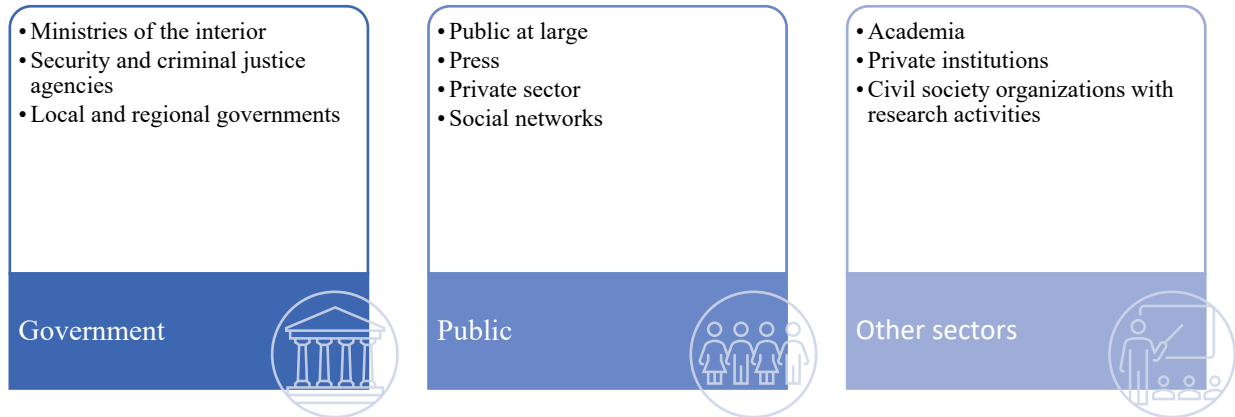 • Ministries of the interior
• Security and criminal justice
agencies
• Local and regional governments
Government
• Public at large
• Press
• Private sector
• Social networks
Public
• Academia
• Private institutions
• Civil society organizations with
research activities
Other sectors